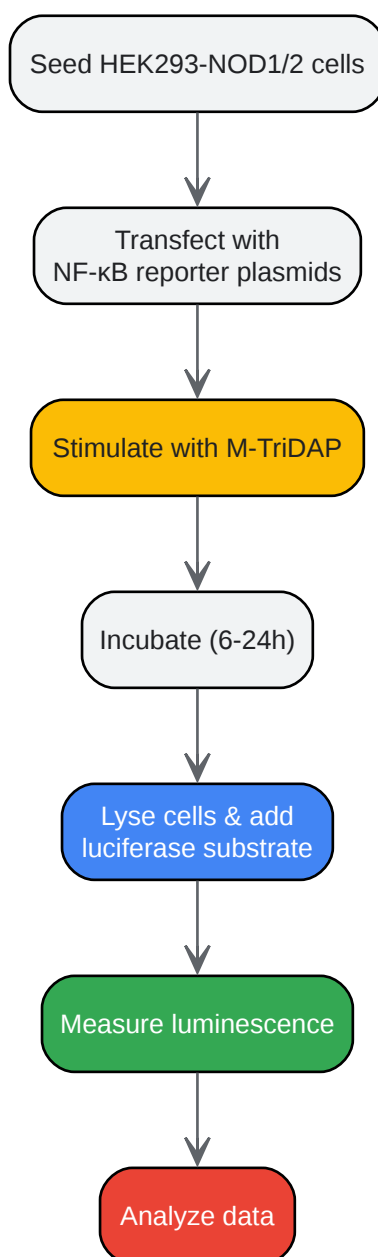 Seed HEK293-NOD1/2 cells
Transfect with
NF-κB reporter plasmids
Stimulate with M-TriDAP
Incubate (6-24h)
Lyse cells & add
luciferase substrate
Measure luminescence
Analyze data